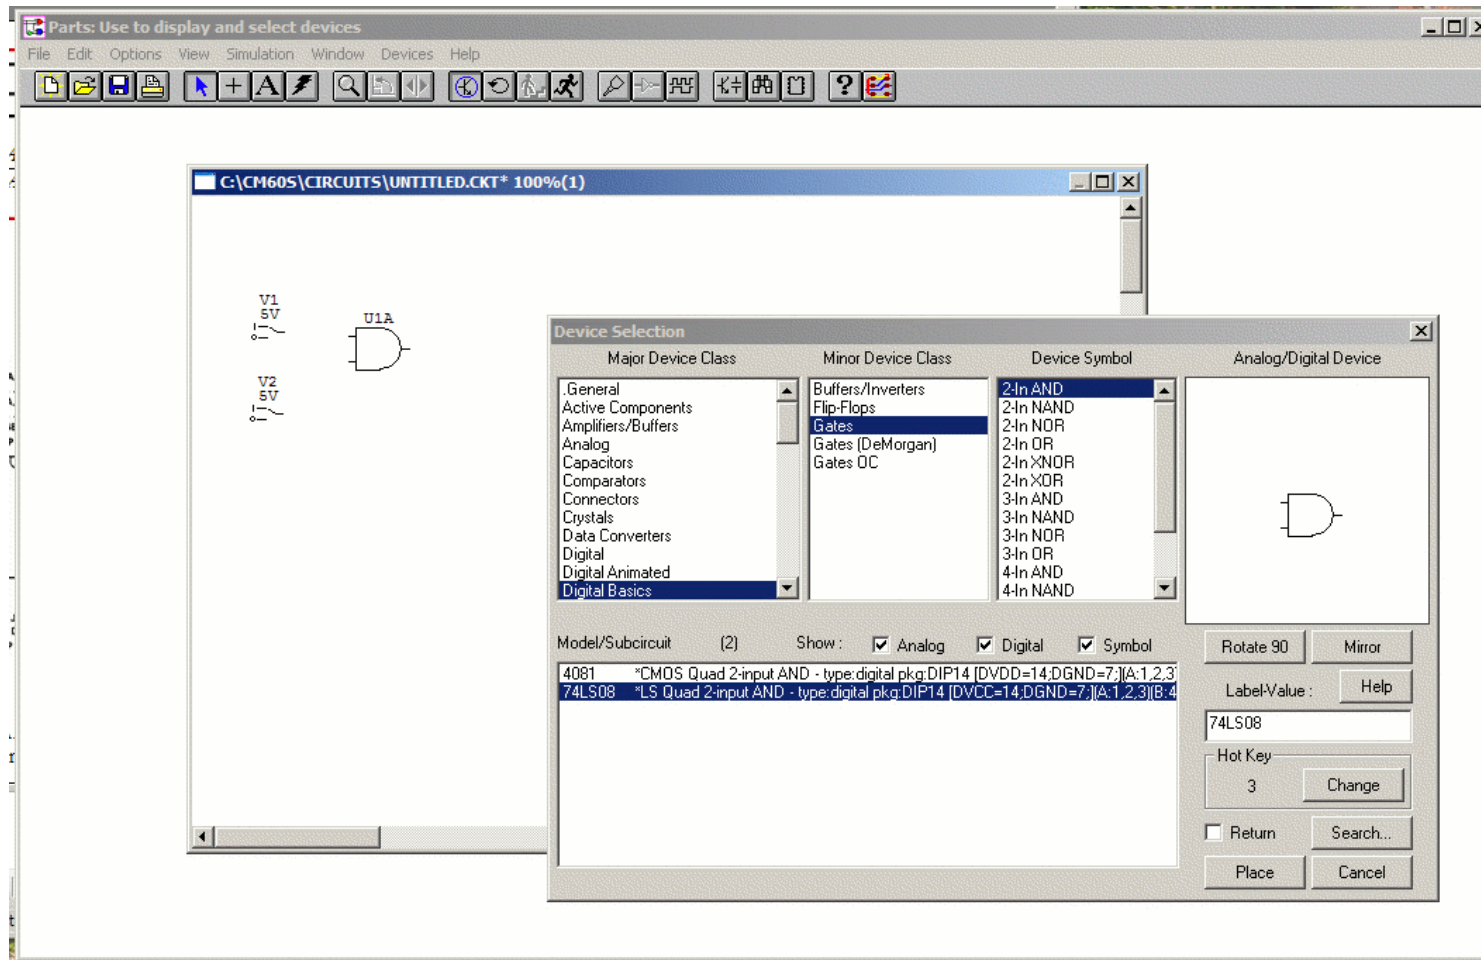 Parts: Use to display and select devices
File Edit Options View Simulation Window Devices Help
A ?
C:\CM60S\CIRCUITS\UNTITLED.CKT* 100%(1)
V1
5V
U1A
V2
5V
Device Selection
Major Device Class Minor Device Class Device Symbol Analog/Digital Device
.General
Active Components
Amplifiers/Buffers
Analog
Capacitors
Comparators
Connectors
Crystals
Data Converters
Digital
Digital Animated
Digital Basics
Buffers/Inverters
Flip-Flops
Gates
Gates (DeMorgan)
Gates OC
2-In AND
2-In NAND
2-In NOR
2-In OR
2-In XNOR
2-In XOR
3-In AND
3-In NAND
3-In NOR
3-In OR
4-In AND
4-In NAND
Model/Subcircuit (2) Show : Analog Digital Symbol
4081 *CMOS Quad 2-input AND - type:digital pkg:DIP14 [DVDD=14;DGND=7;](A:1,2,3)
74LS08 *LS Quad 2-input AND - type:digital pkg:DIP14 [DVCC=14;DGND=7;](A:1,2,3)(B:4
Rotate 90 Mirror
Label-Value : Help
74LS08
Hot Key
3 Change
Return Search...
Place Cancel